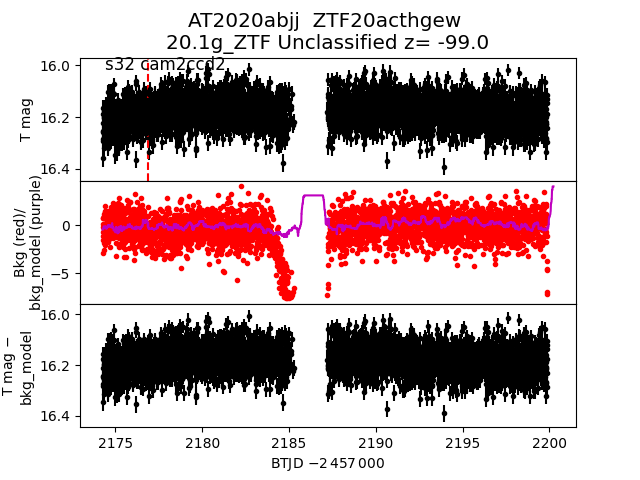 AT2020abjj  ZTF20acthgew
20.1g_ZTF Unclassified z= -99.0
s32 cam2ccd2
16.0
16.2
16.4
T mag
0
−5
Bkg (red)/
bkg_model (purple)
16.0
16.2
16.4
T mag −
bkg_model
2175
2180
2185
2190
2195
2200
BTJD −2 457 000